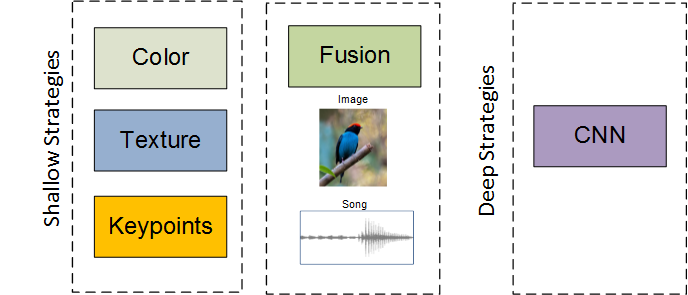 Shallow Strategies
Color
Texture
Keypoints
Fusion
Image
Song
Deep Strategies
CNN